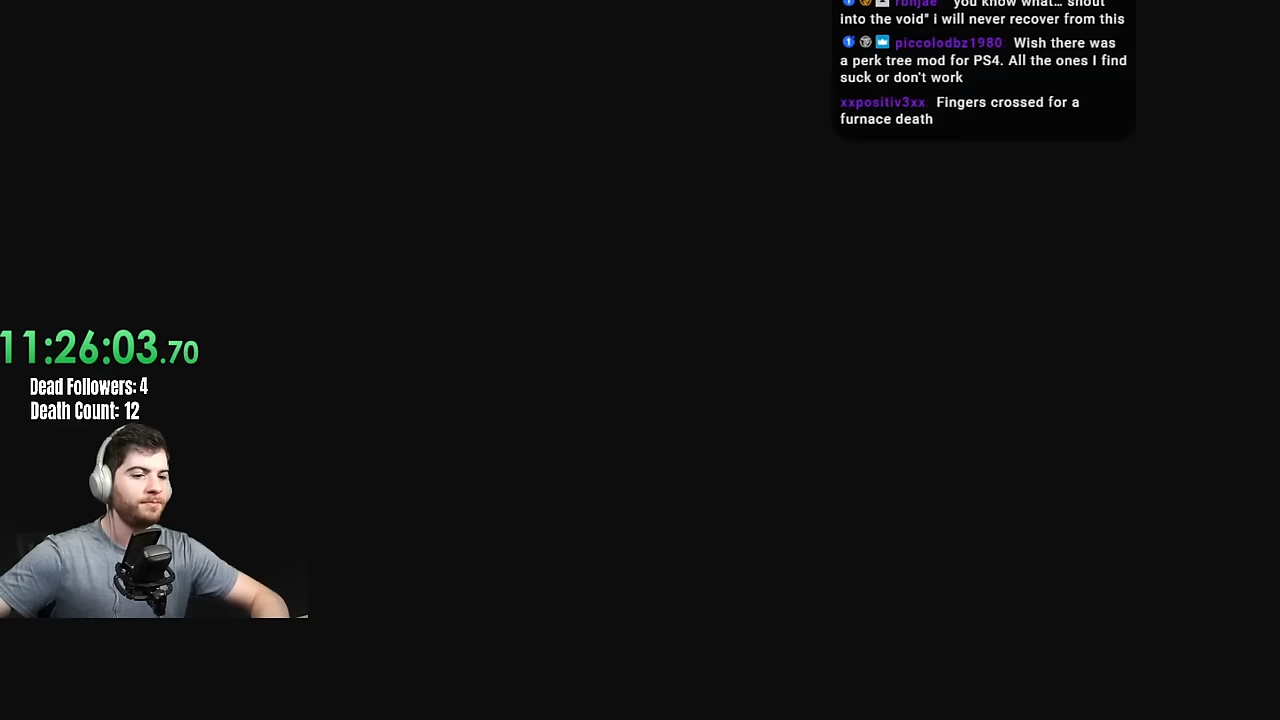 rbnjae "you know what… shout
into the void" i will never recover from this
piccolodbz1980 Wish there was
a perk tree mod for PS4. All the ones I find
suck or don't work
xxpositiv3xx Fingers crossed for a
furnace death
11:26:03.70
Dead Followers: 4
Death Count: 12